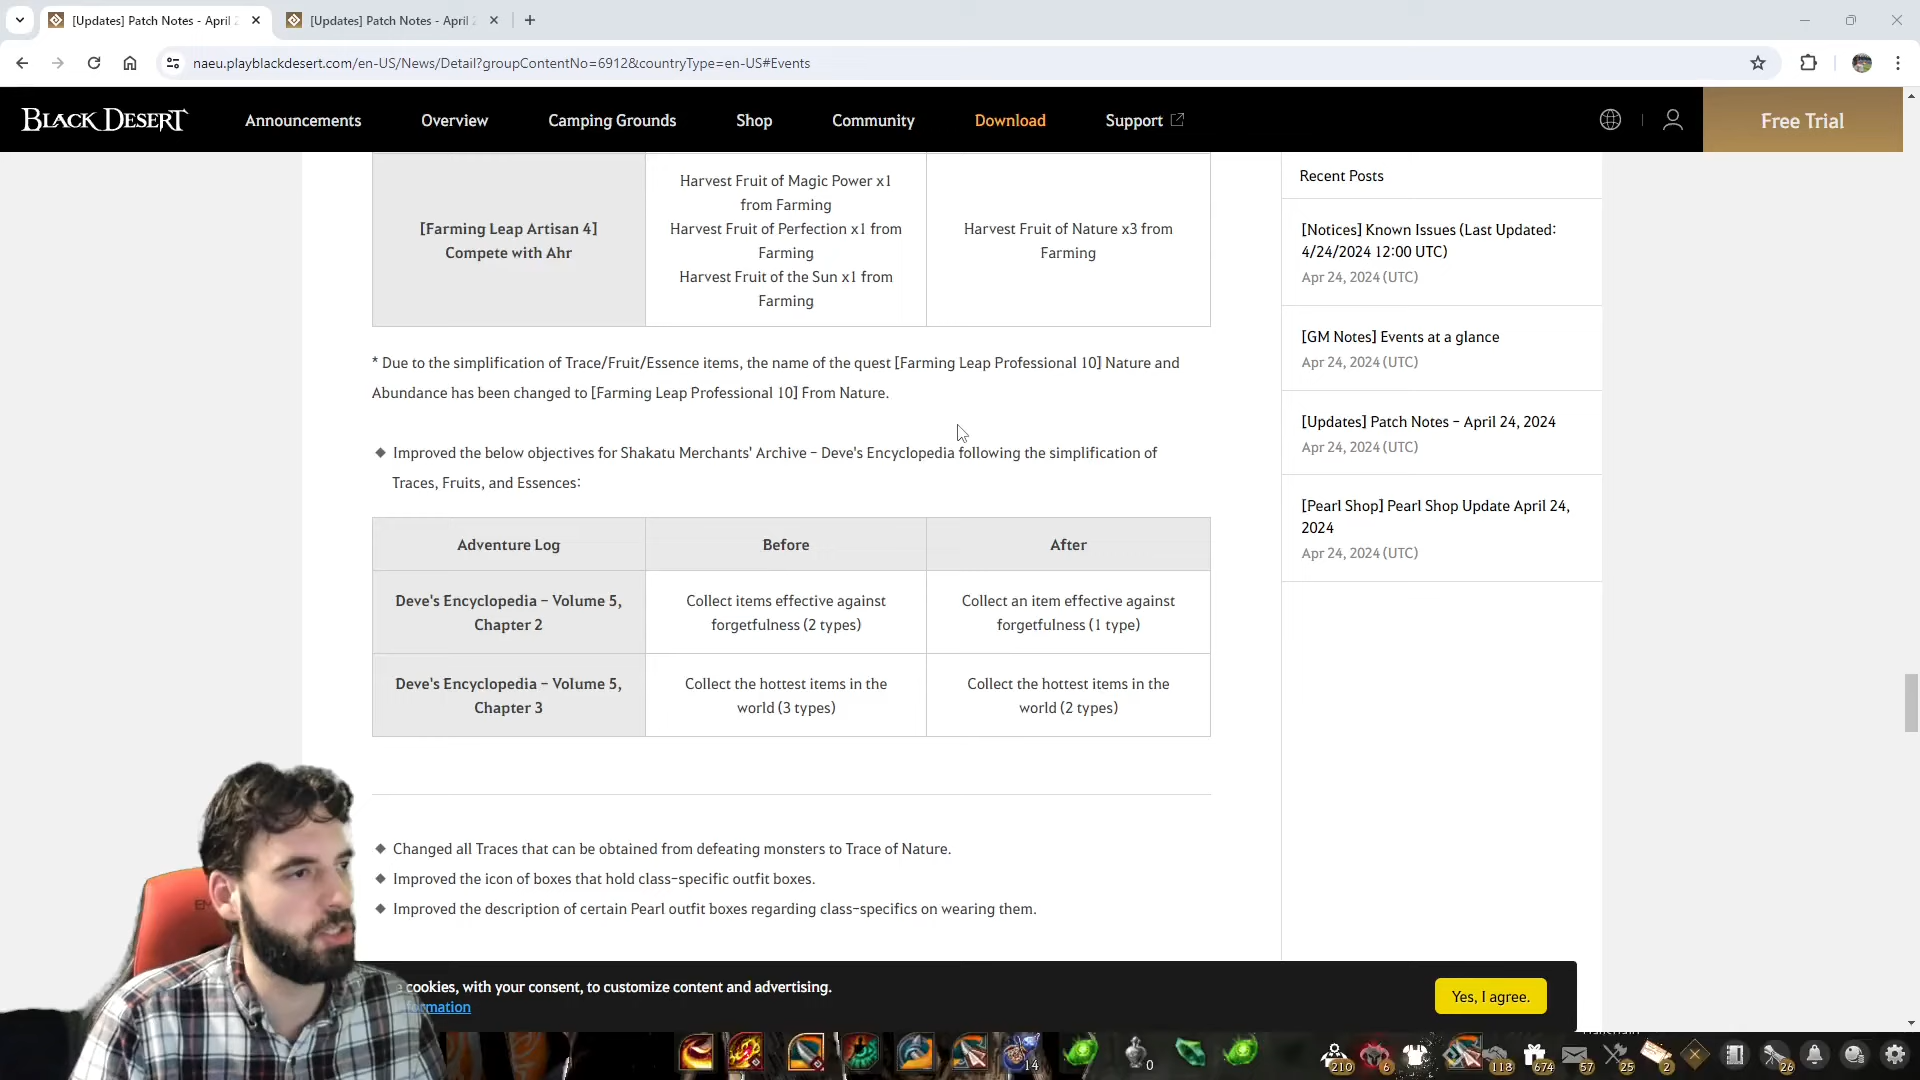 [Updates] Patch Notes - April 2
[Updates] Patch Notes - April
naeu.playblackdesert.com/en-US/News/Detail?groupContentNo=6912&countryType=en-US#Events
BLACK DESERT
Announcements
Overview
Camping Grounds
Shop
Community
Download
Support
Free Trial
[Farming Leap Artisan 4]
Compete with Ahr
Harvest Fruit of Magic Power x1
from Farming
Harvest Fruit of Perfection x1 from
Farming
Harvest Fruit of the Sun x1 from
Farming
Harvest Fruit of Nature x3 from
Farming
* Due to the simplification of Trace/Fruit/Essence items, the name of the quest [Farming Leap Professional 10] Nature and
Abundance has been changed to [Farming Leap Professional 10] From Nature.
◆ Improved the below objectives for Shakatu Merchants' Archive - Deve's Encyclopedia following the simplification of
Traces, Fruits, and Essences:
Adventure Log
Before
After
Deve's Encyclopedia - Volume 5,
Chapter 2
Collect items effective against
forgetfulness (2 types)
Collect an item effective against
forgetfulness (1 type)
Deve's Encyclopedia - Volume 5,
Chapter 3
Collect the hottest items in the
world (3 types)
Collect the hottest items in the
world (2 types)
◆ Changed all Traces that can be obtained from defeating monsters to Trace of Nature.
◆ Improved the icon of boxes that hold class-specific outfit boxes.
◆ Improved the description of certain Pearl outfit boxes regarding class-specifics on wearing them.
Recent Posts
[Notices] Known Issues (Last Updated:
4/24/2024 12:00 UTC)
Apr 24, 2024 (UTC)
[GM Notes] Events at a glance
Apr 24, 2024 (UTC)
[Updates] Patch Notes - April 24, 2024
Apr 24, 2024 (UTC)
[Pearl Shop] Pearl Shop Update April 24,
2024
Apr 24, 2024 (UTC)
cookies, with your consent, to customize content and advertising.
formation
Yes, I agree.
14
0
210
6
118
674
57
25
2
26